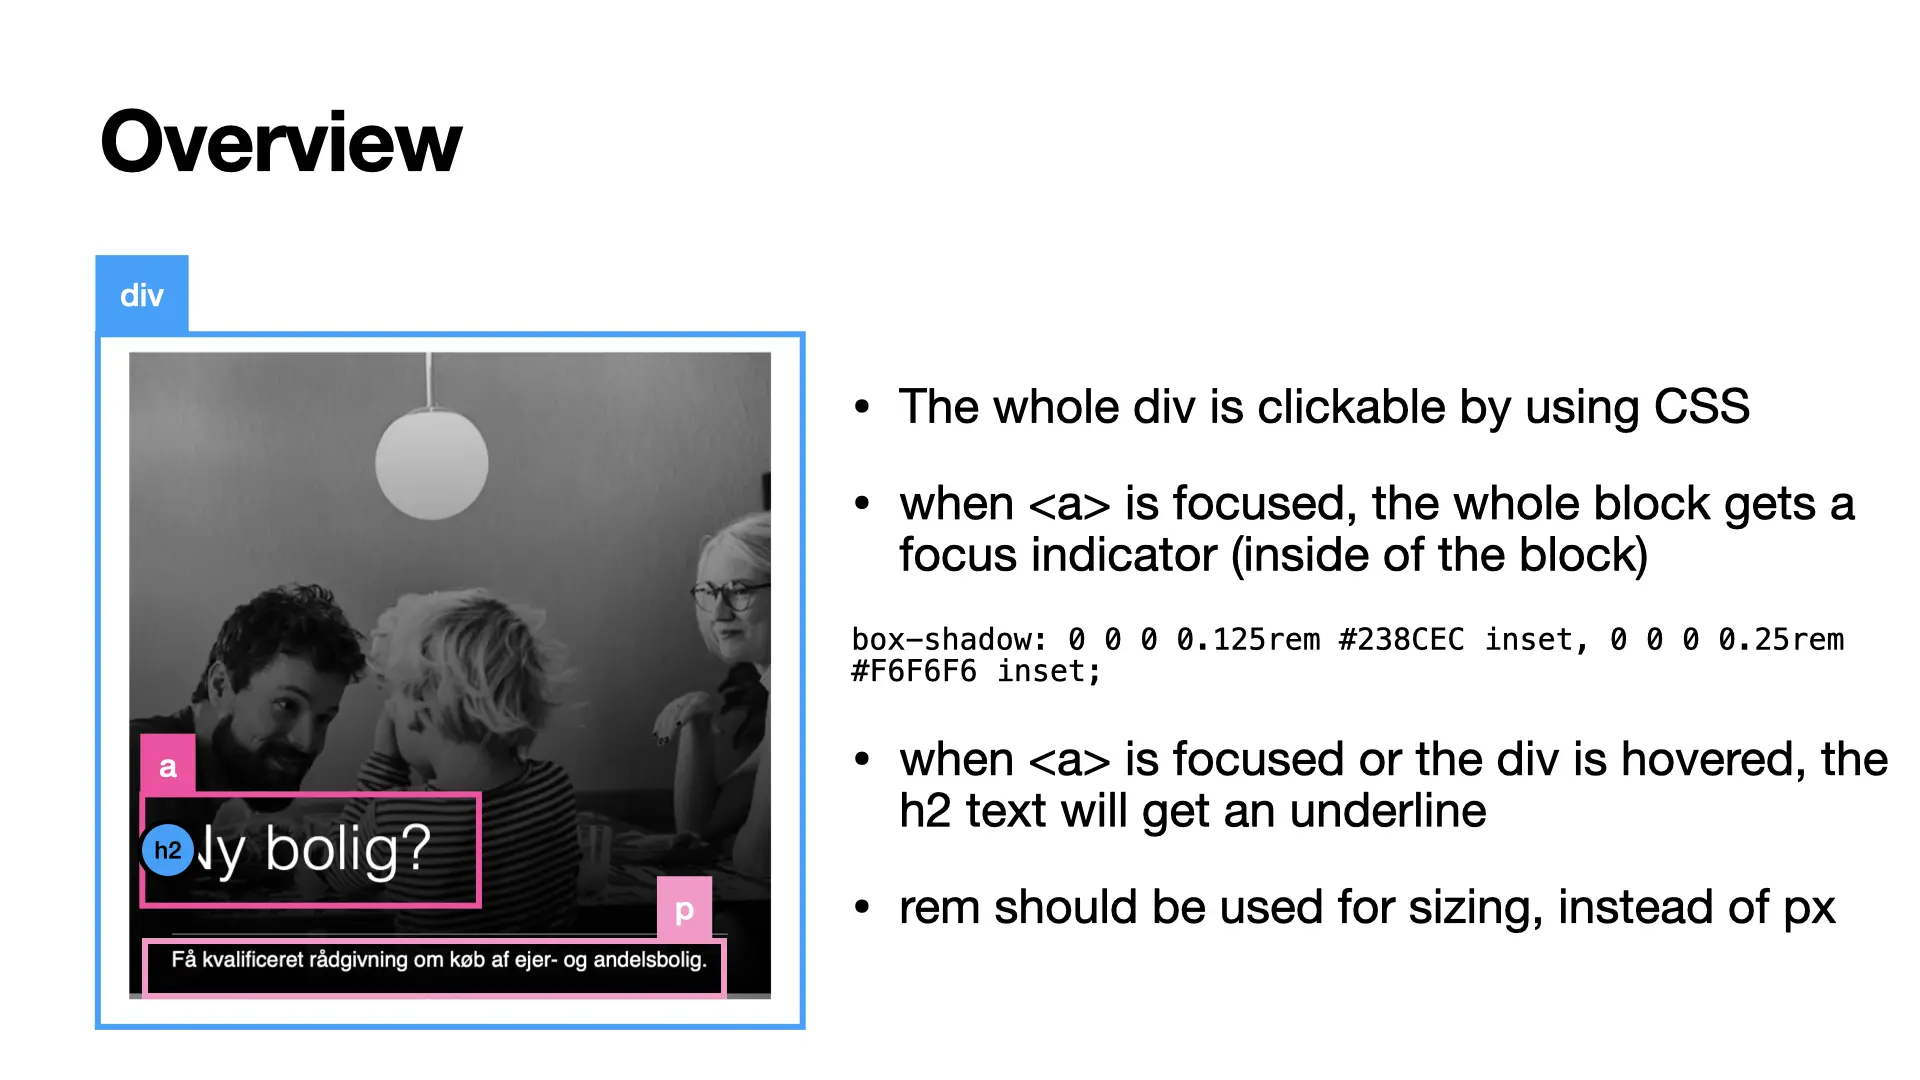 Overview
div
a
h2
Ny bolig?
p
Få kvalificeret rådgivning om køb af ejer- og andelsbolig.
• The whole div is clickable by using CSS
• when <a> is focused, the whole block gets a
focus indicator (inside of the block)
box-shadow: 0 0 0 0.125rem #238CEC inset, 0 0 0 0.25rem
#F6F6F6 inset;
• when <a> is focused or the div is hovered, the
h2 text will get an underline
• rem should be used for sizing, instead of px